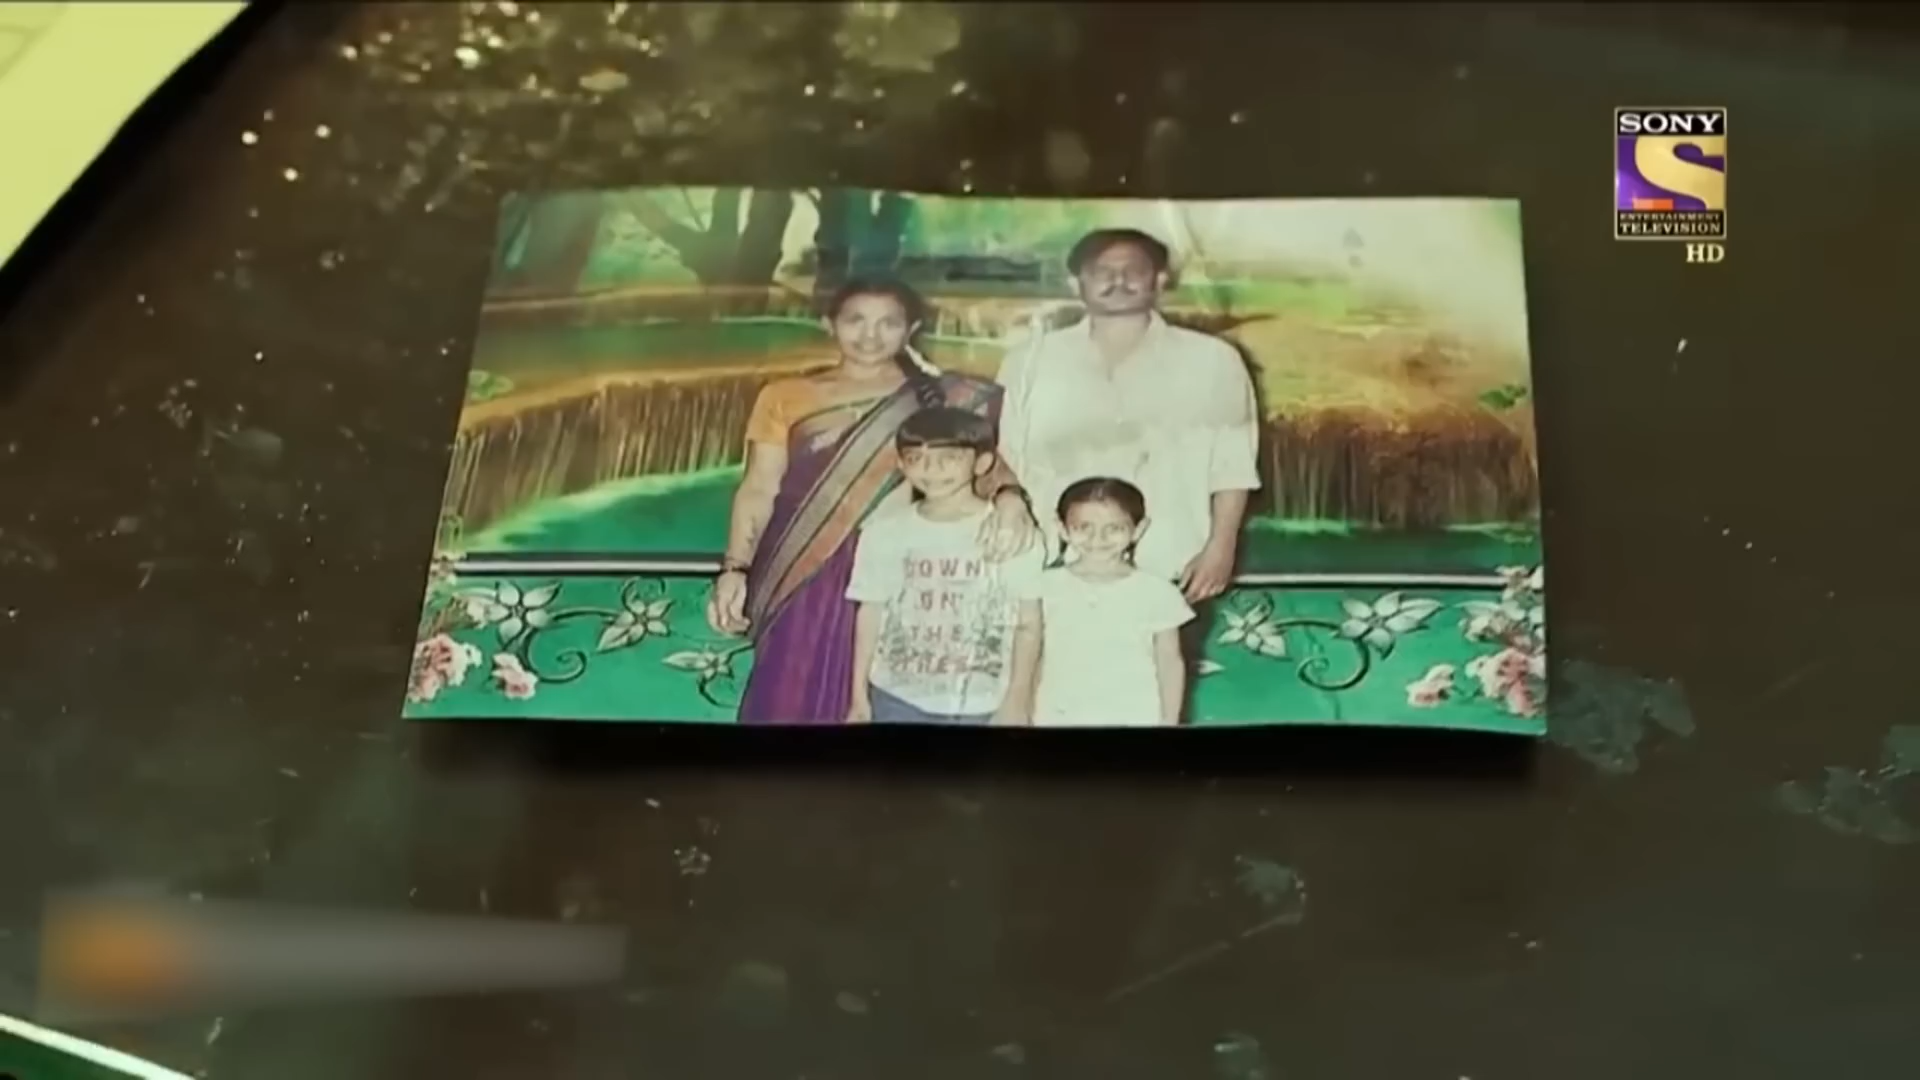 SONY
ENTERTAINMENT
TELEVISION
HD
DOWN
ON
THE